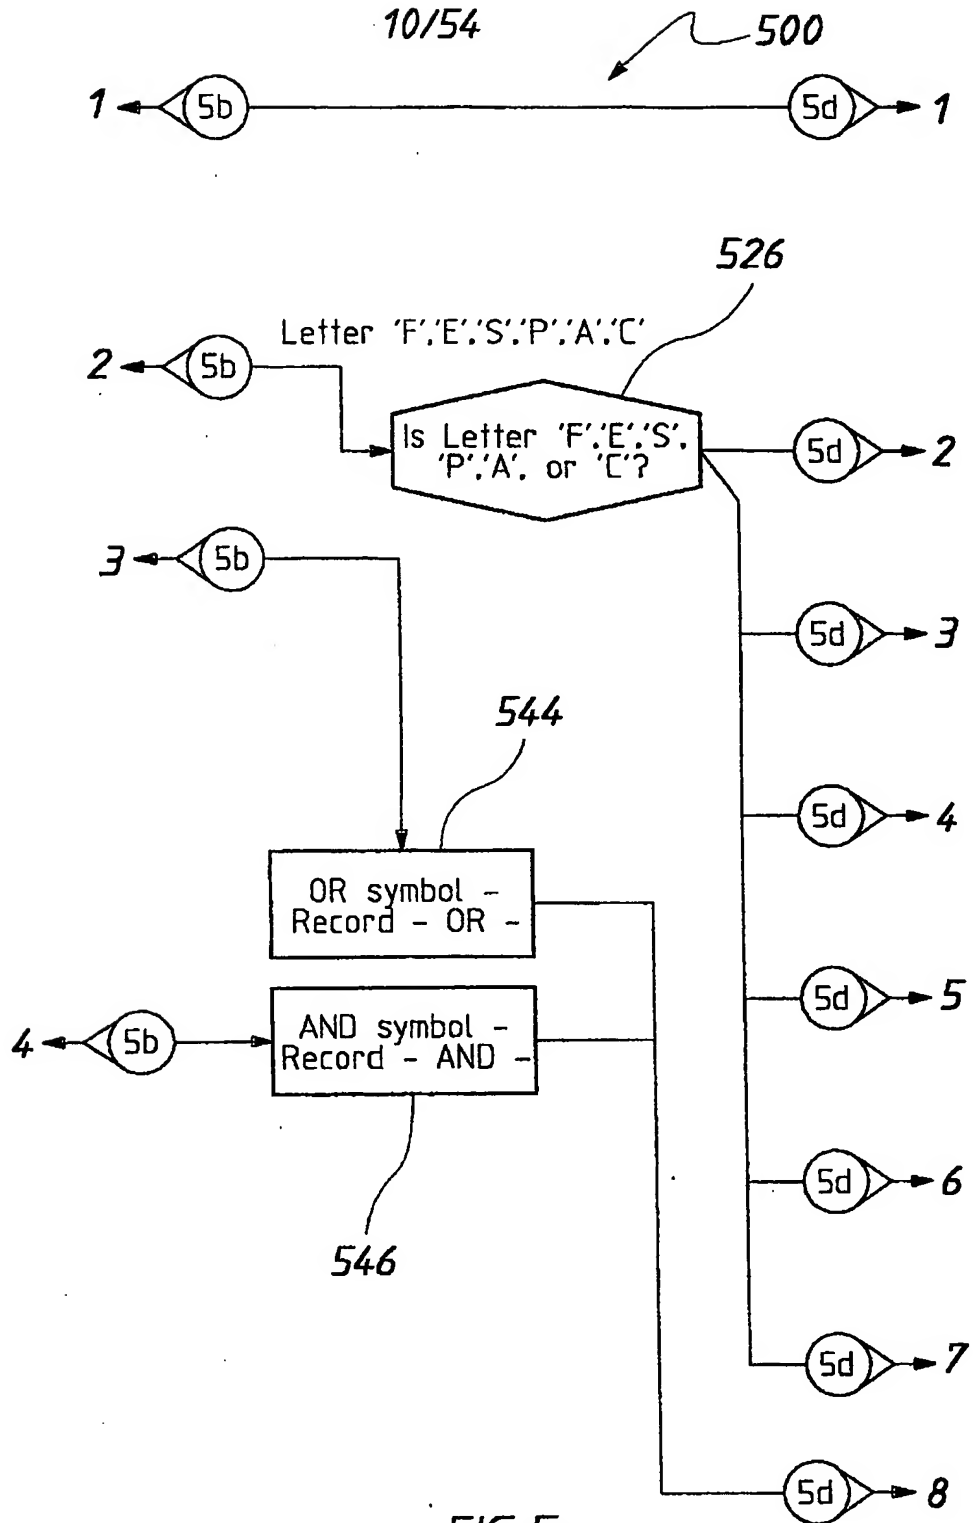 10/54
500
1 5b 5d 1
526
Letter 'F','E','S','P','A','C'
2 5b
Is Letter 'F','E','S',
'P','A', or 'C'?
5d 2
3 5b
5d 3
544
5d 4
OR symbol -
Record - OR -
5d 5
4 5b
AND symbol -
Record - AND -
5d 6
546
5d 7
5d 8